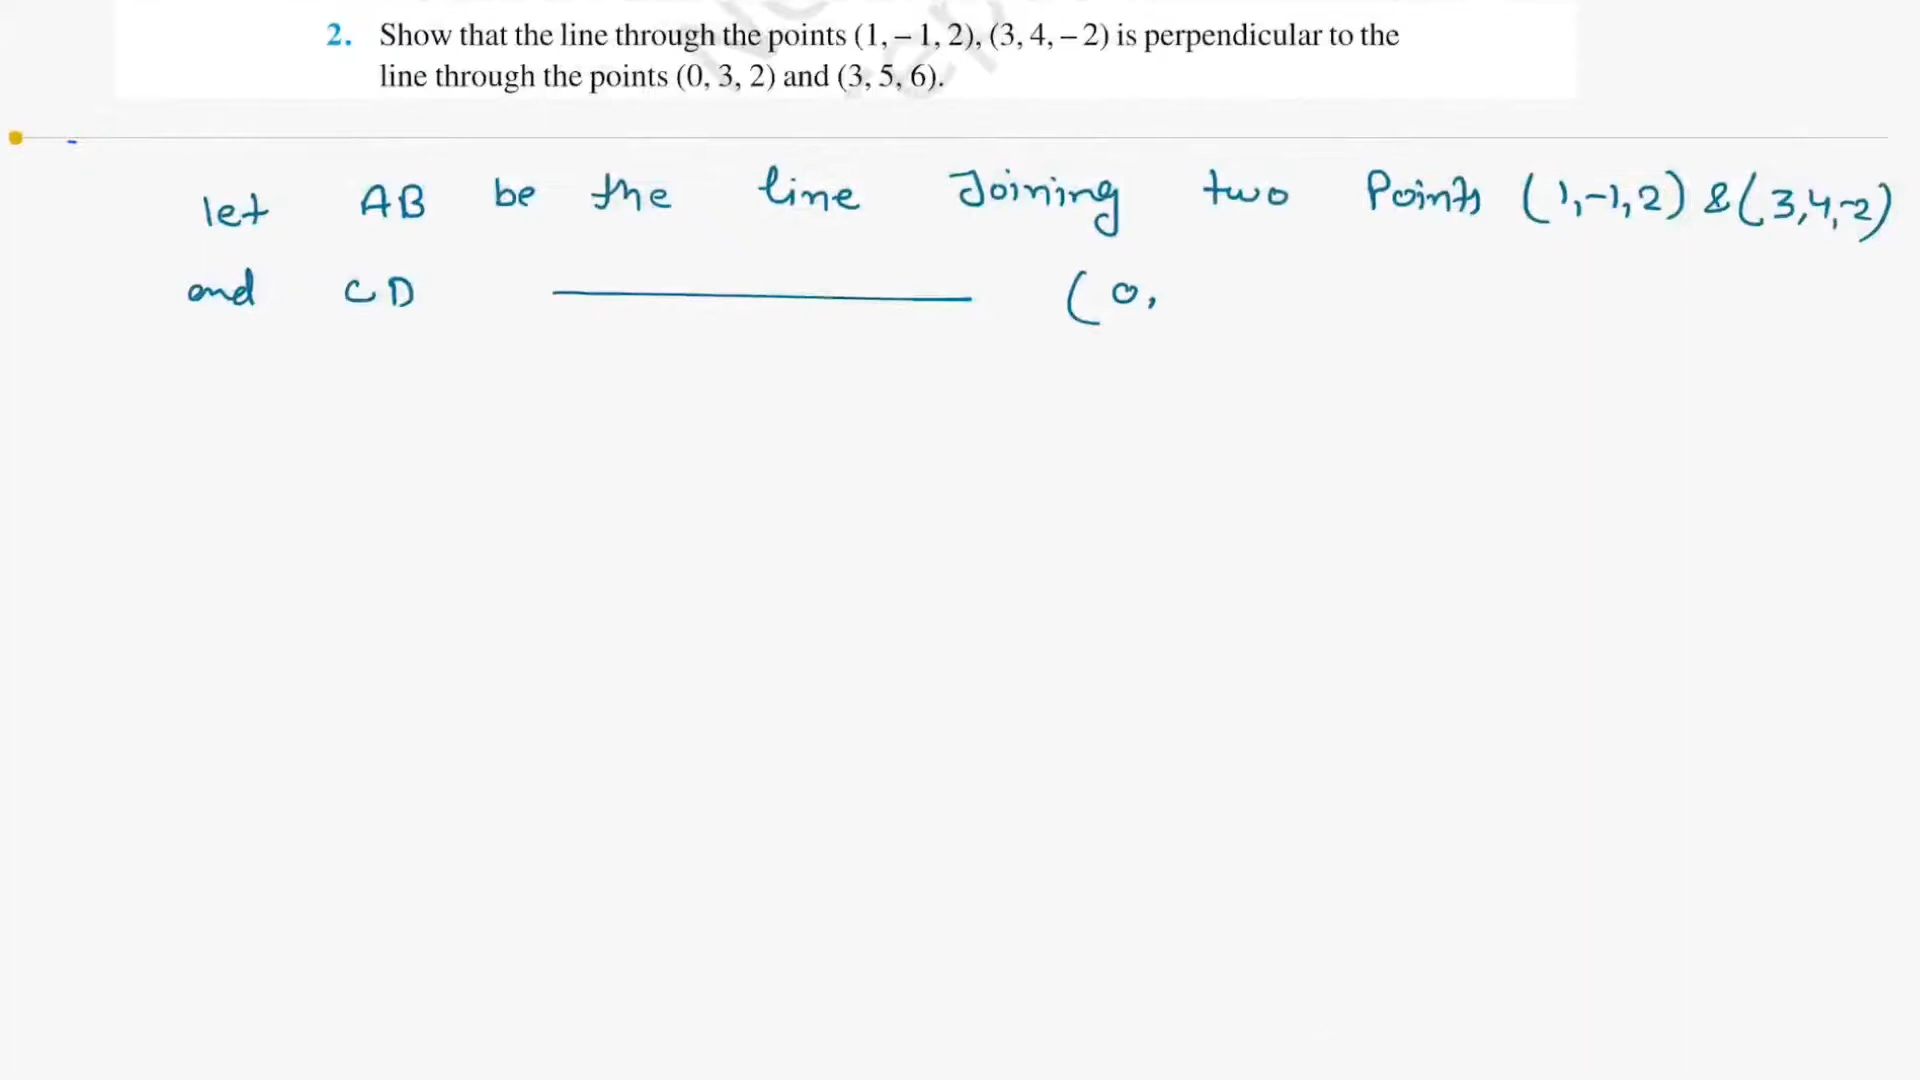 2. Show that the line through the points (1, – 1, 2), (3, 4, – 2) is perpendicular to the
line through the points (0, 3, 2) and (3, 5, 6).
let AB be the line Joining two Points (1,-1,2) & (3,4,-2)
and CD ——— (0,